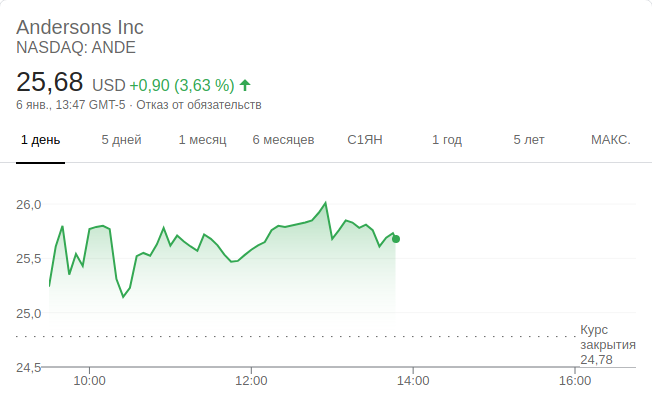 Andersons Inc
NASDAQ: ANDE
25,68 USD +0,90 (3,63 %)
6 янв., 13:47 GMT-5 · Отказ от обязательств
1 день 5 дней 1 месяц 6 месяцев С1ЯН 1 год 5 лет МАКС.
26,0
25,5
25,0
Курс
закрытия
24,78
24,5
10:00 12:00 14:00 16:00